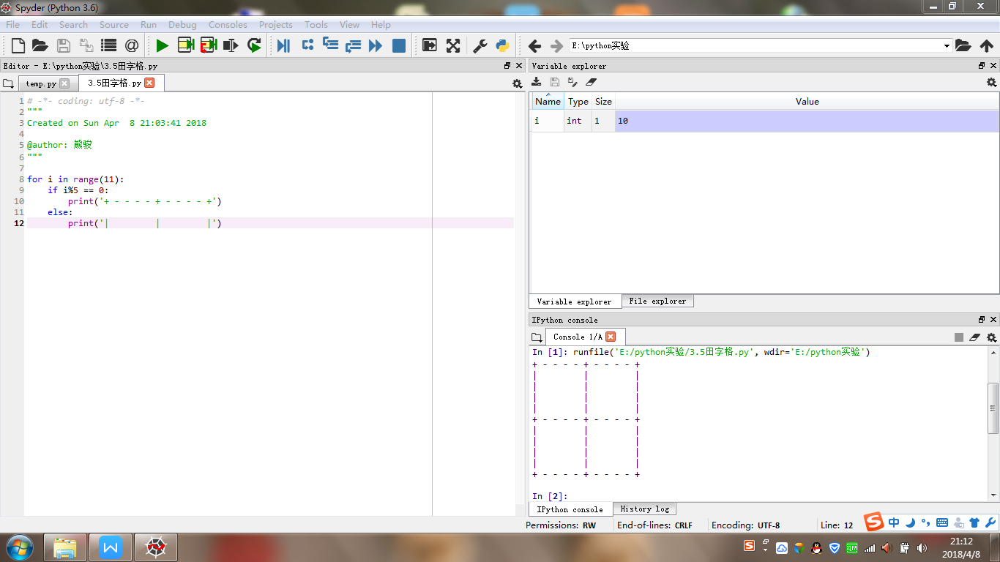 Spyder (Python 3.6)
File Edit Search Source Run Debug Consoles Projects Tools View Help
E:\python实验
Editor - E:\python实验\3.5田字格.py
temp.py 3.5田字格.py
1 # -*- coding: utf-8 -*-
2 """
3 Created on Sun Apr  8 21:03:41 2018
4
5 @author: 熊骏
6 """
7
8 for i in range(11):
9     if i%5 == 0:
10         print('+ - - - - + - - - - +')
11     else:
12         print('|         |         |')
Variable explorer
Name Type Size Value
i int 1 10
Variable explorer File explorer
IPython console
Console 1/A
In [1]: runfile('E:/python实验/3.5田字格.py', wdir='E:/python实验')
+ - - - - + - - - - +
|         |         |
|         |         |
|         |         |
|         |         |
+ - - - - + - - - - +
|         |         |
|         |         |
|         |         |
|         |         |
+ - - - - + - - - - +
In [2]:
IPython console History log
Permissions: RW End-of-lines: CRLF Encoding: UTF-8 Line: 12
中
21:12
2018/4/8